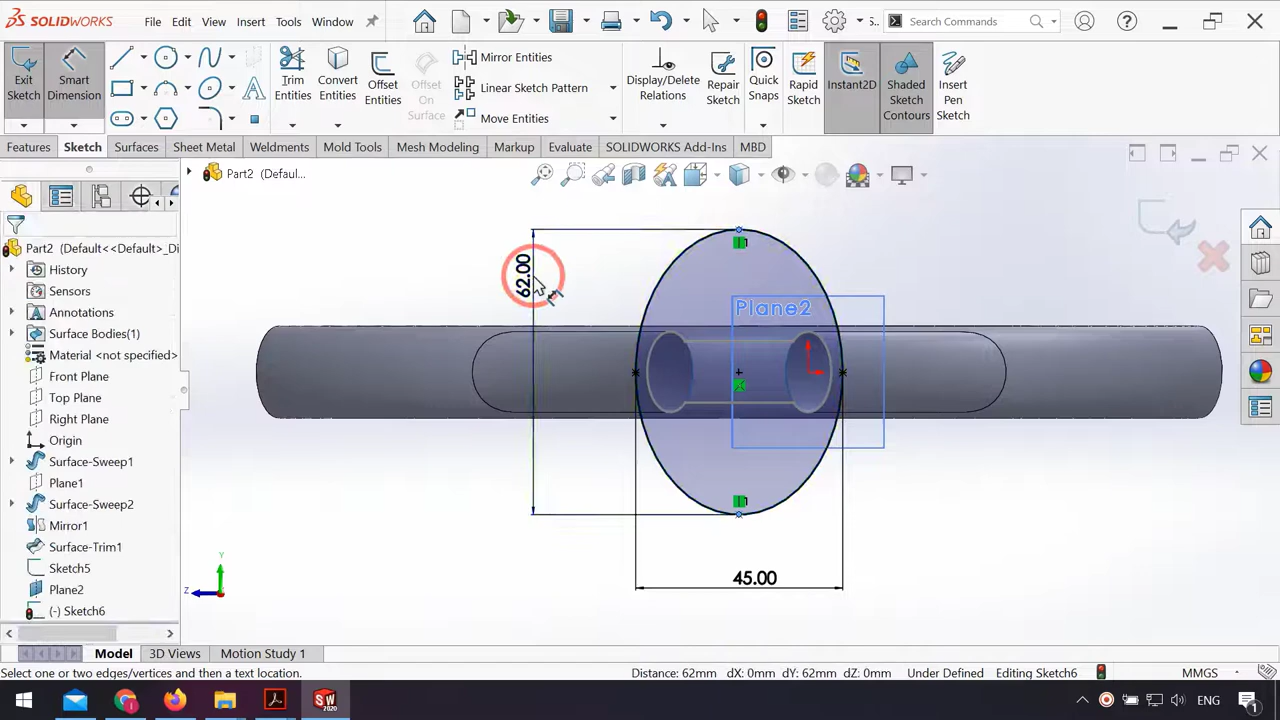 SOLIDWORKS
File
Edit
View
Insert
Tools
Window
S...
Search Commands
Exit Sketch
Smart Dimension
Trim Entities
Convert Entities
Offset Entities
Offset On Surface
Mirror Entities
Linear Sketch Pattern
Move Entities
Display/Delete Relations
Repair Sketch
Quick Snaps
Rapid Sketch
Instant2D
Shaded Sketch Contours
Insert Pen Sketch
Features
Sketch
Surfaces
Sheet Metal
Weldments
Mold Tools
Mesh Modeling
Markup
Evaluate
SOLIDWORKS Add-Ins
MBD
Part2 (Defaul...
Part2 (Default<<Default>_Di
History
Sensors
Annotations
Surface Bodies(1)
Material <not specified>
Front Plane
Top Plane
Right Plane
Origin
Surface-Sweep1
Plane1
Surface-Sweep2
Mirror1
Surface-Trim1
Sketch5
Plane2
(-) Sketch6
62.00
Plane2
45.00
Y
Z
Model
3D Views
Motion Study 1
Select one or two edges/vertices and then a text location.
Distance: 62mm dX: 0mm dY: 62mm dZ: 0mm
Under Defined
Editing Sketch6
MMGS
SW
2020
ENG
1